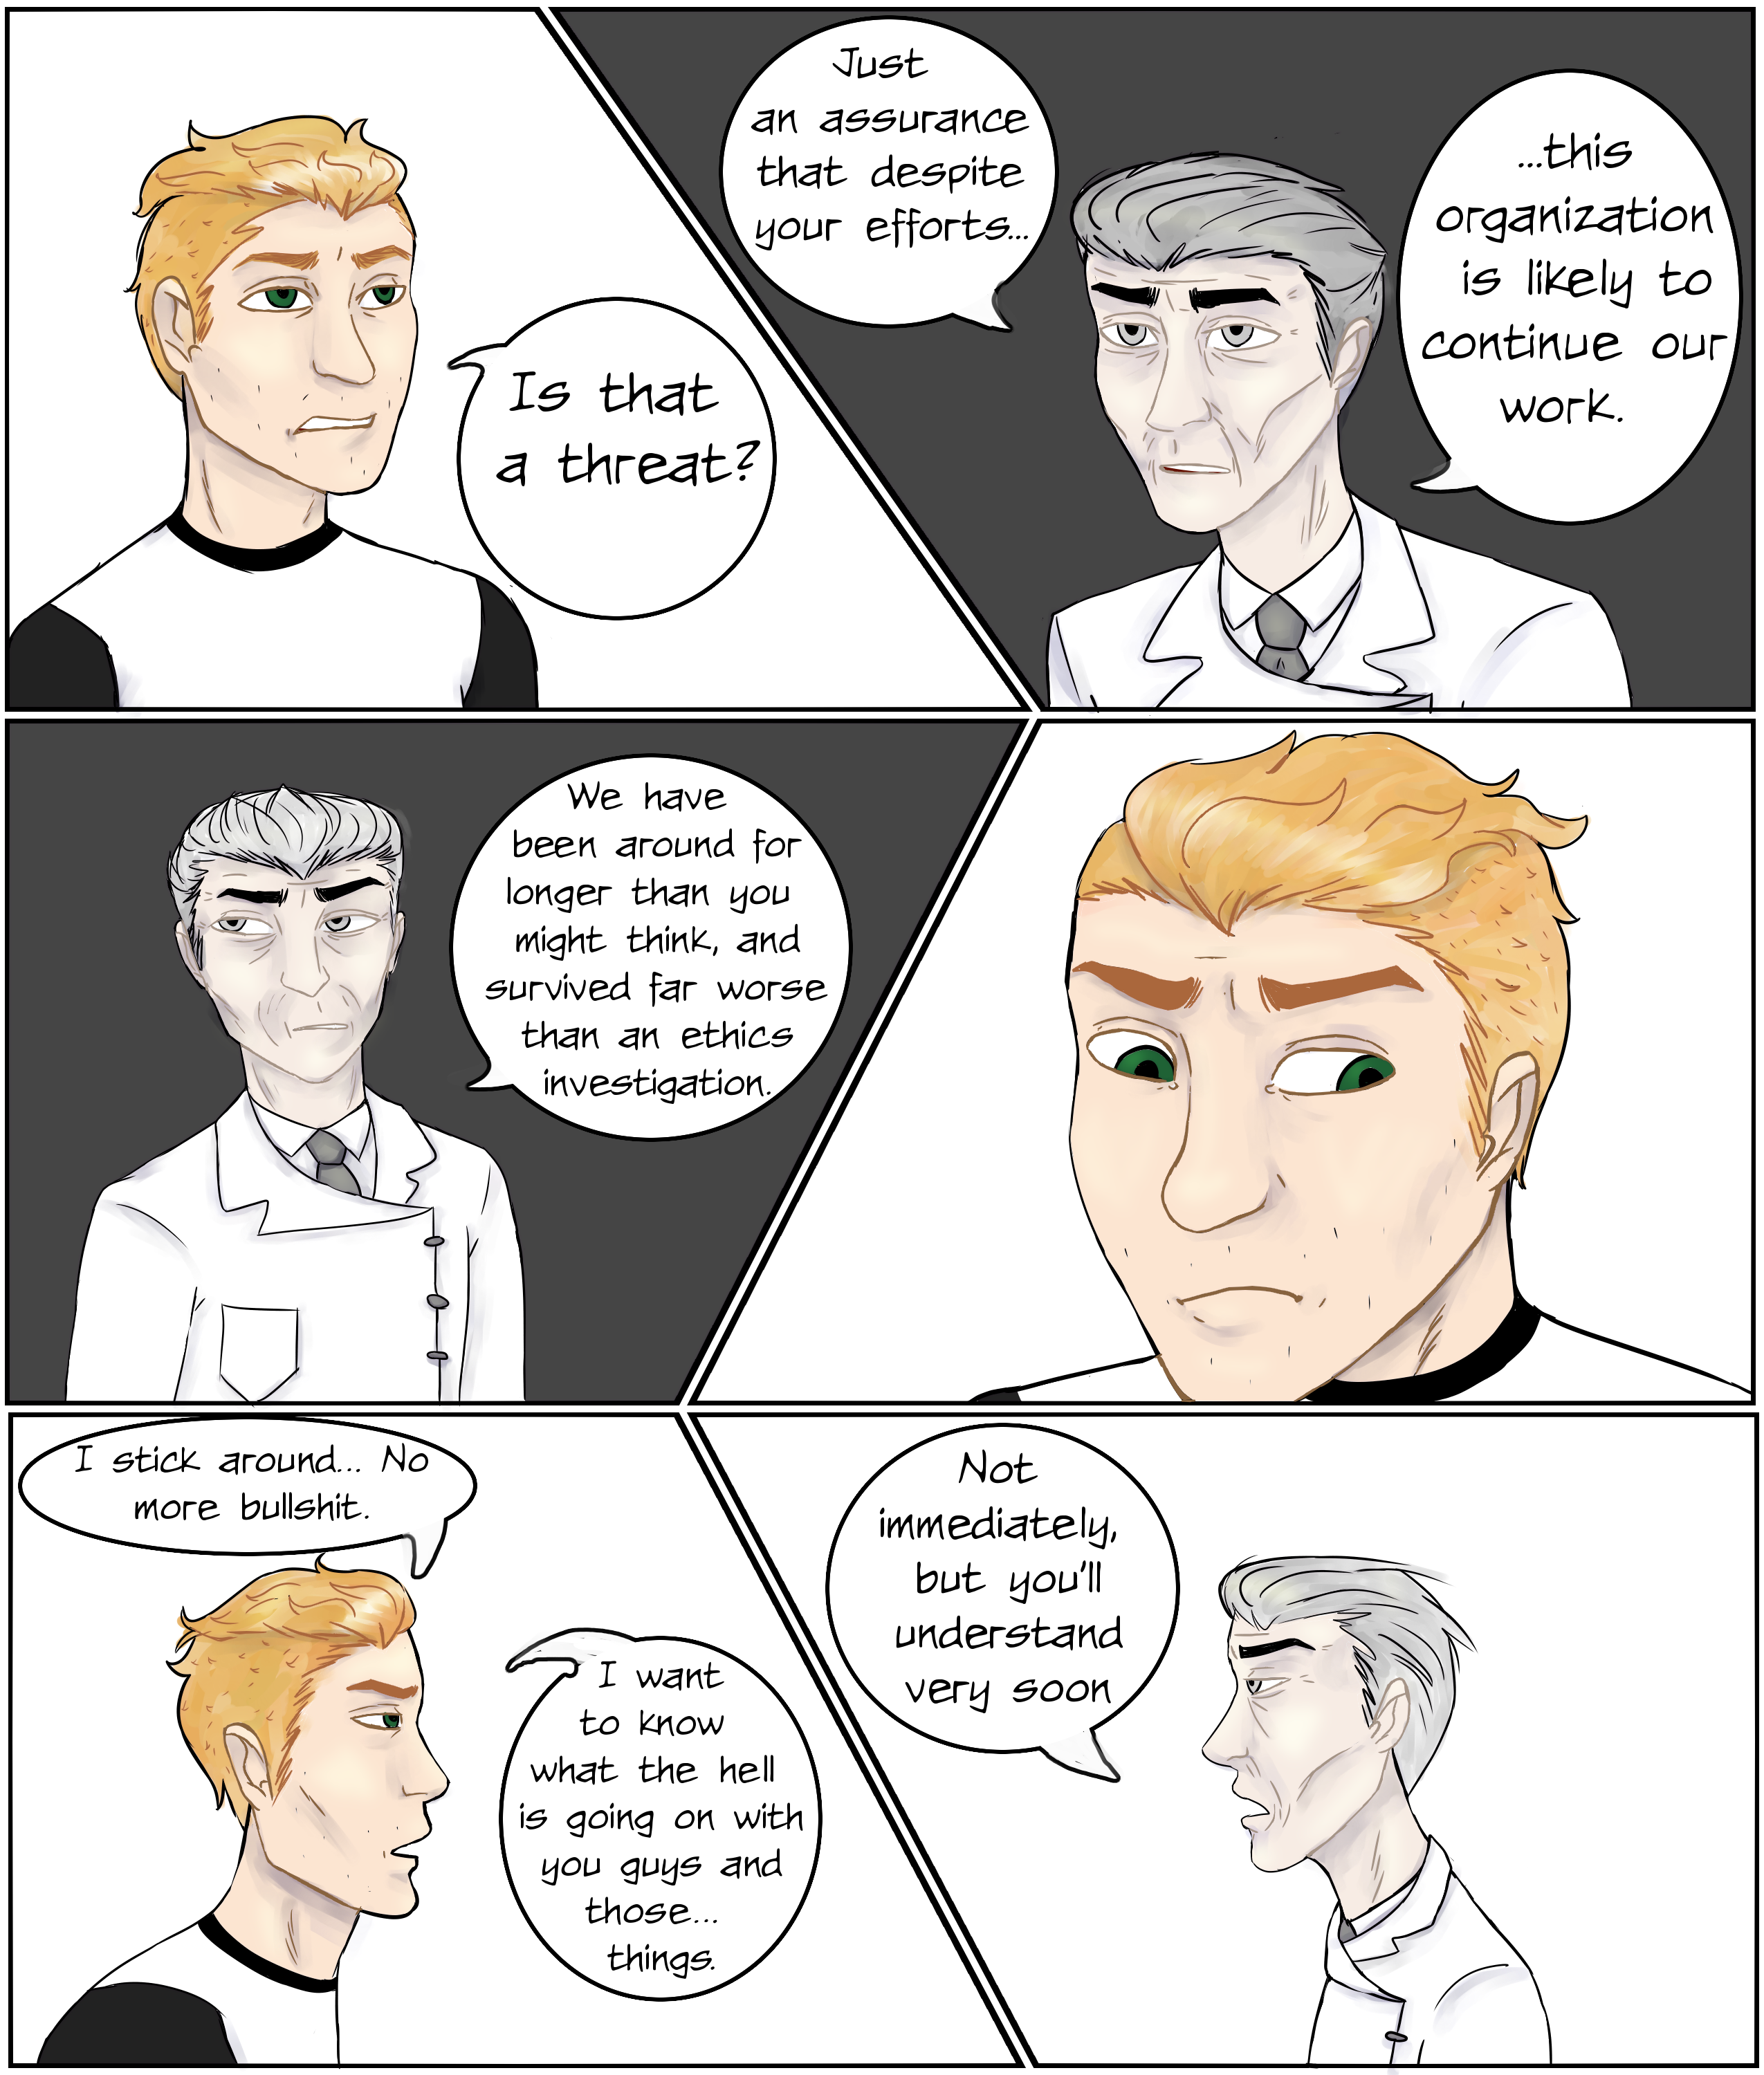 Is that
a threat?
Just
an assurance
that despite
your efforts...
...this
organization
is likely to
continue our
work.
We have
been around for
longer than you
might think, and
survived far worse
than an ethics
investigation.
I stick around... No
more bullshit.
I want
to know
what the hell
is going on with
you guys and
those...
things.
Not
immediately,
but you'll
understand
very soon